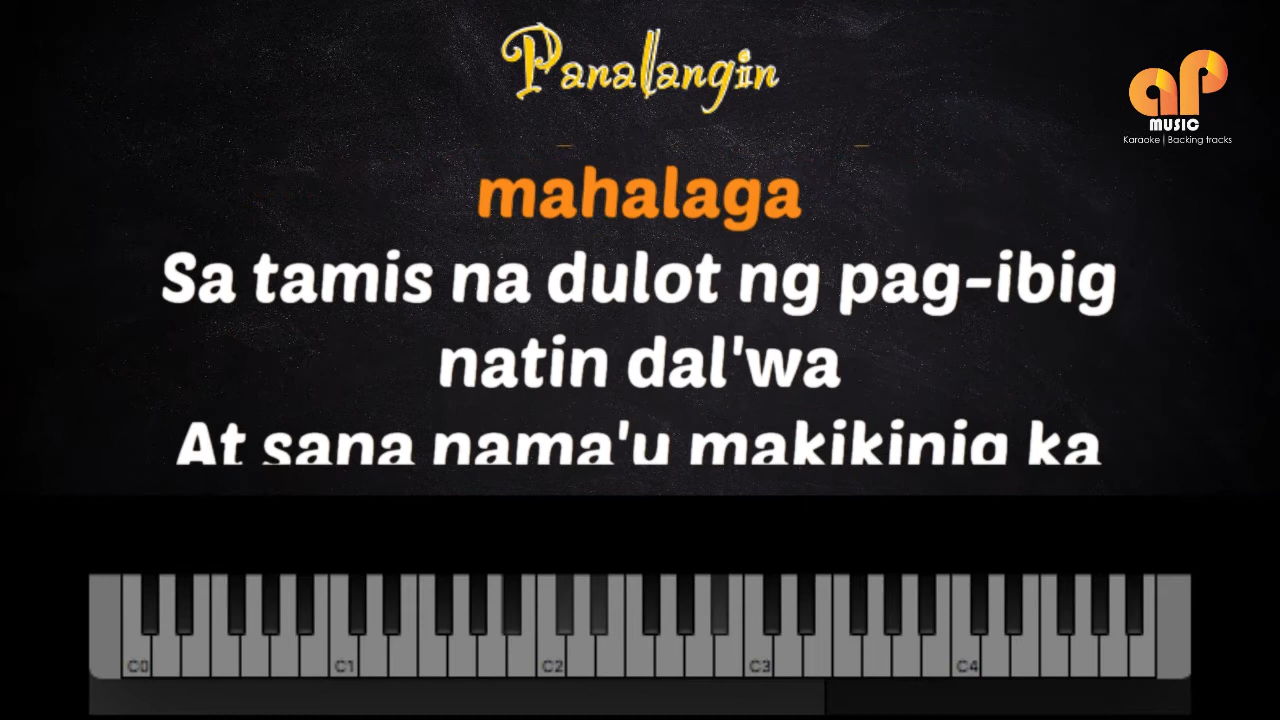 Panalangin
aP
MUSIC
Karaoke | Backing tracks
mahalaga
Sa tamis na dulot ng pag-ibig
natin dal'wa
At sana nama'y makikinig ka
C0 C1 C2 C3 C4